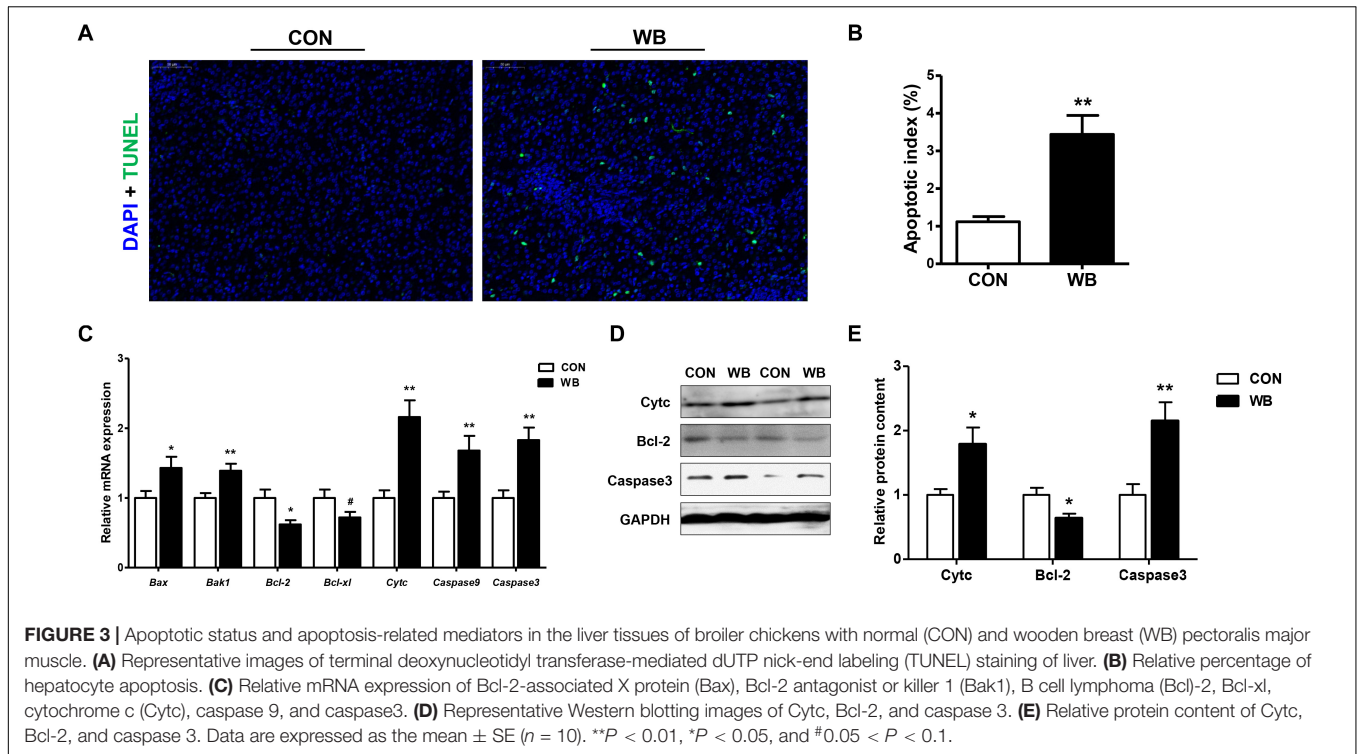 A
CON
WB
DAPI + TUNEL
B
Apoptotic index (%)
5
4
3
2
1
0
**
CON
WB
C
Relative mRNA expression
3
2
1
0
CON
WB
*
**
*
#
**
**
**
Bax
Bak1
Bcl-2
Bcl-xl
Cytc
Caspase9
Caspase3
D
CON WB CON WB
Cytc
Bcl-2
Caspase3
GAPDH
E
Relative protein content
3
2
1
0
CON
WB
*
*
**
Cytc
Bcl-2
Caspase3
FIGURE 3 | Apoptotic status and apoptosis-related mediators in the liver tissues of broiler chickens with normal (CON) and wooden breast (WB) pectoralis major
muscle. (A) Representative images of terminal deoxynucleotidyl transferase-mediated dUTP nick-end labeling (TUNEL) staining of liver. (B) Relative percentage of
hepatocyte apoptosis. (C) Relative mRNA expression of Bcl-2-associated X protein (Bax), Bcl-2 antagonist or killer 1 (Bak1), B cell lymphoma (Bcl)-2, Bcl-xl,
cytochrome c (Cytc), caspase 9, and caspase3. (D) Representative Western blotting images of Cytc, Bcl-2, and caspase 3. (E) Relative protein content of Cytc,
Bcl-2, and caspase 3. Data are expressed as the mean ± SE (n = 10). **P < 0.01, *P < 0.05, and #0.05 < P < 0.1.